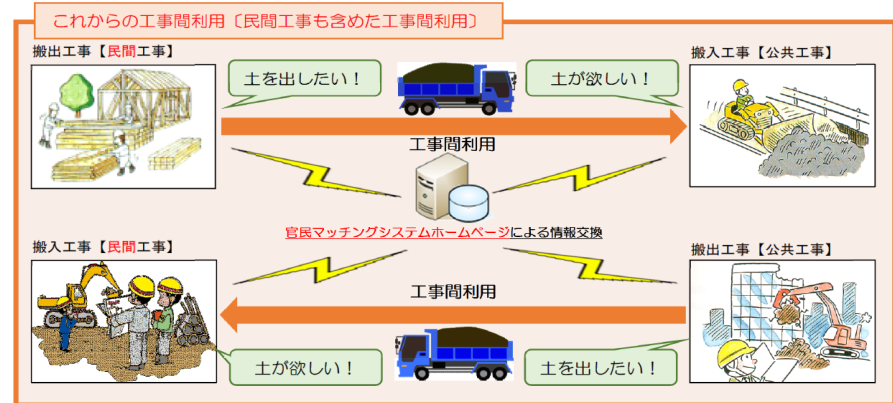 これからの工事間利用〔民間工事も含めた工事間利用〕
搬出工事【民間工事】
土を出したい！
土が欲しい！
搬入工事【公共工事】
工事間利用
官民マッチングシステムホームページによる情報交換
搬入工事【民間工事】
搬出工事【公共工事】
工事間利用
土が欲しい！
土を出したい！